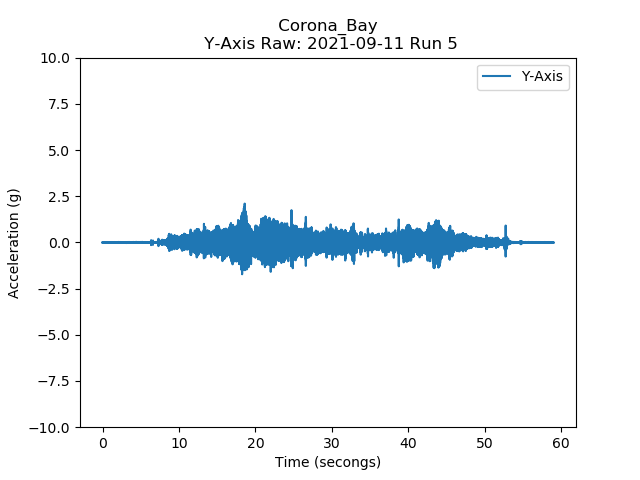 Corona_Bay
Y-Axis Raw: 2021-09-11 Run 5
Y-Axis
Acceleration (g)
10.0
7.5
5.0
2.5
0.0
−2.5
−5.0
−7.5
−10.0
0 10 20 30 40 50 60
Time (secongs)